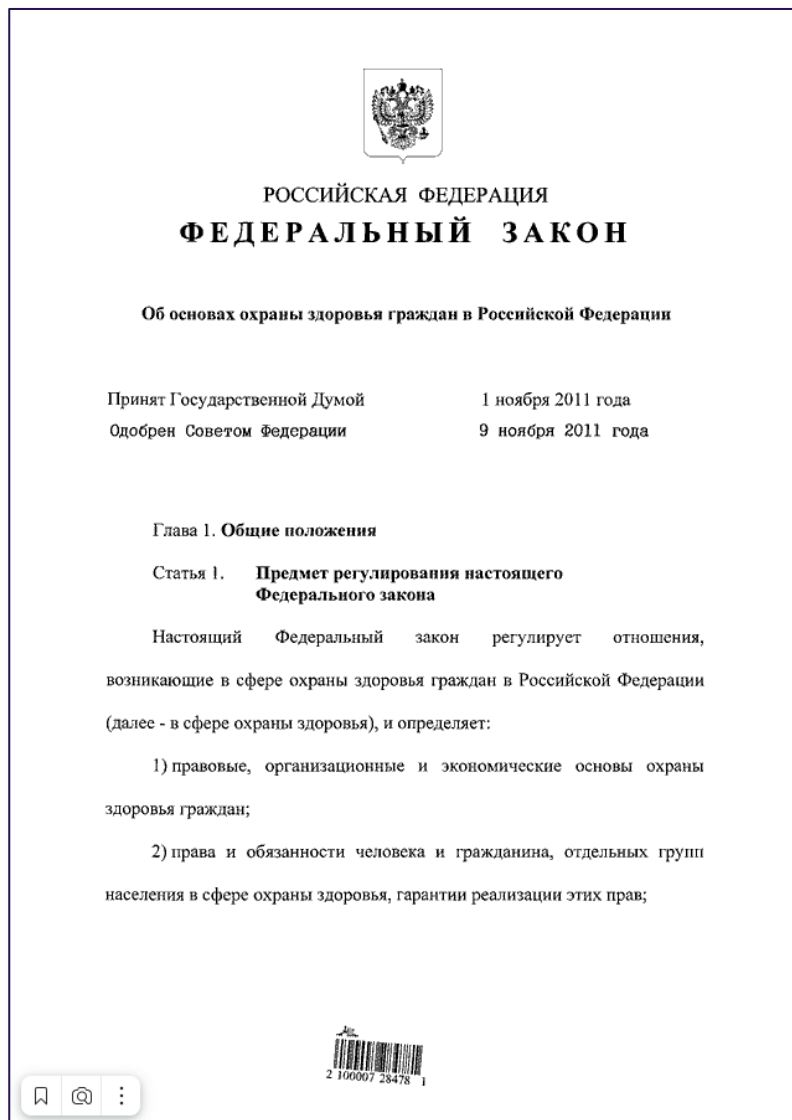 РОССИЙСКАЯ ФЕДЕРАЦИЯ
ФЕДЕРАЛЬНЫЙ ЗАКОН
Об основах охраны здоровья граждан в Российской Федерации
Принят Государственной Думой 1 ноября 2011 года
Одобрен Советом Федерации 9 ноября 2011 года
Глава 1. Общие положения
Статья 1. Предмет регулирования настоящего
Федерального закона
Настоящий Федеральный закон регулирует отношения,
возникающие в сфере охраны здоровья граждан в Российской Федерации
(далее - в сфере охраны здоровья), и определяет:
1) правовые, организационные и экономические основы охраны
здоровья граждан;
2) права и обязанности человека и гражданина, отдельных групп
населения в сфере охраны здоровья, гарантии реализации этих прав;
2 100007 28478 1